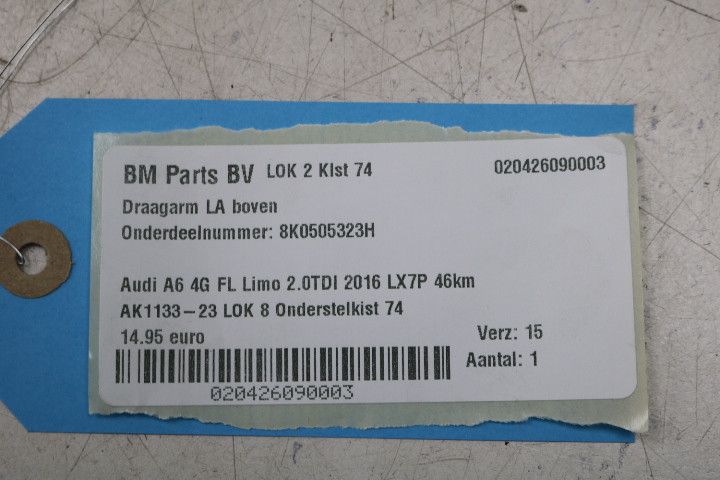 BM Parts BV LOK 2 Kist 74 020426090003
Draagarm LA boven
Onderdeelnummer: 8K0505323H
Audi A6 4G FL Limo 2.0TDI 2016 LX7P 46km
AK1133-23 LOK 8 Onderstelkist 74
14.95 euro Verz: 15
Aantal: 1
020426090003